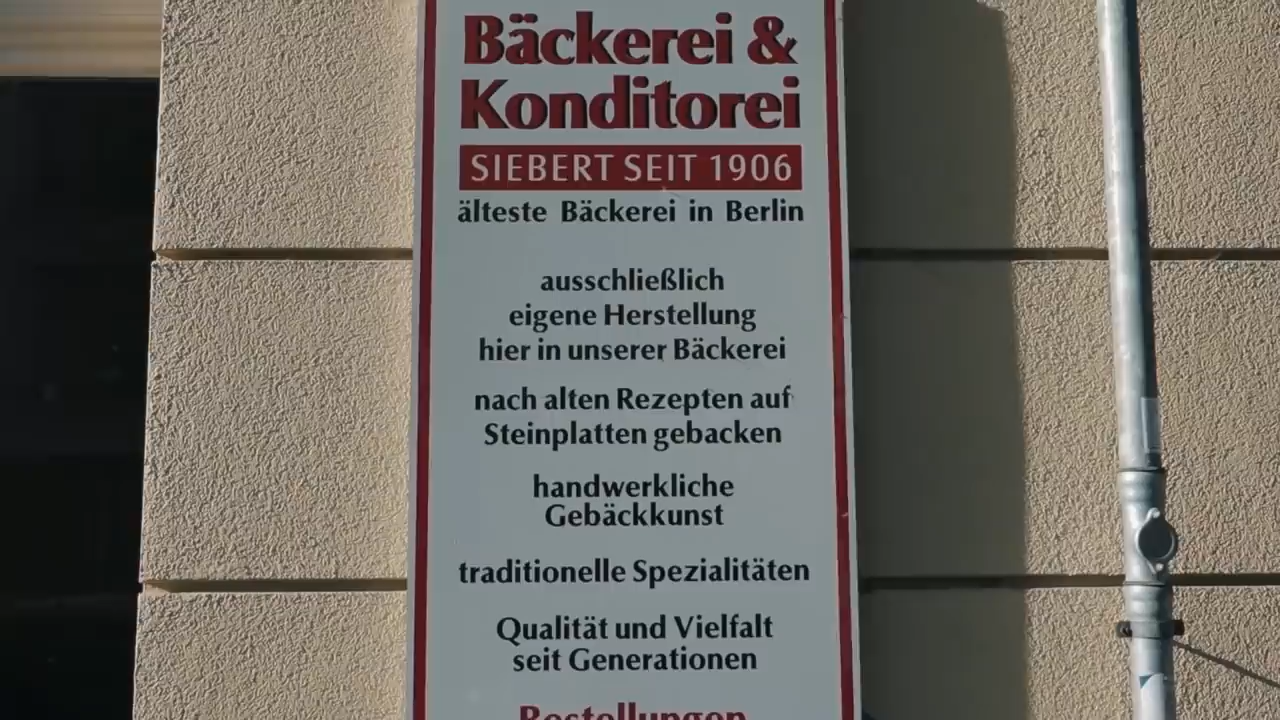 Bäckerei &
Konditorei
SIEBERT SEIT 1906
älteste Bäckerei in Berlin
ausschließlich
eigene Herstellung
hier in unserer Bäckerei
nach alten Rezepten auf
Steinplatten gebacken
handwerkliche
Gebäckkunst
traditionelle Spezialitäten
Qualität und Vielfalt
seit Generationen
Bestellungen